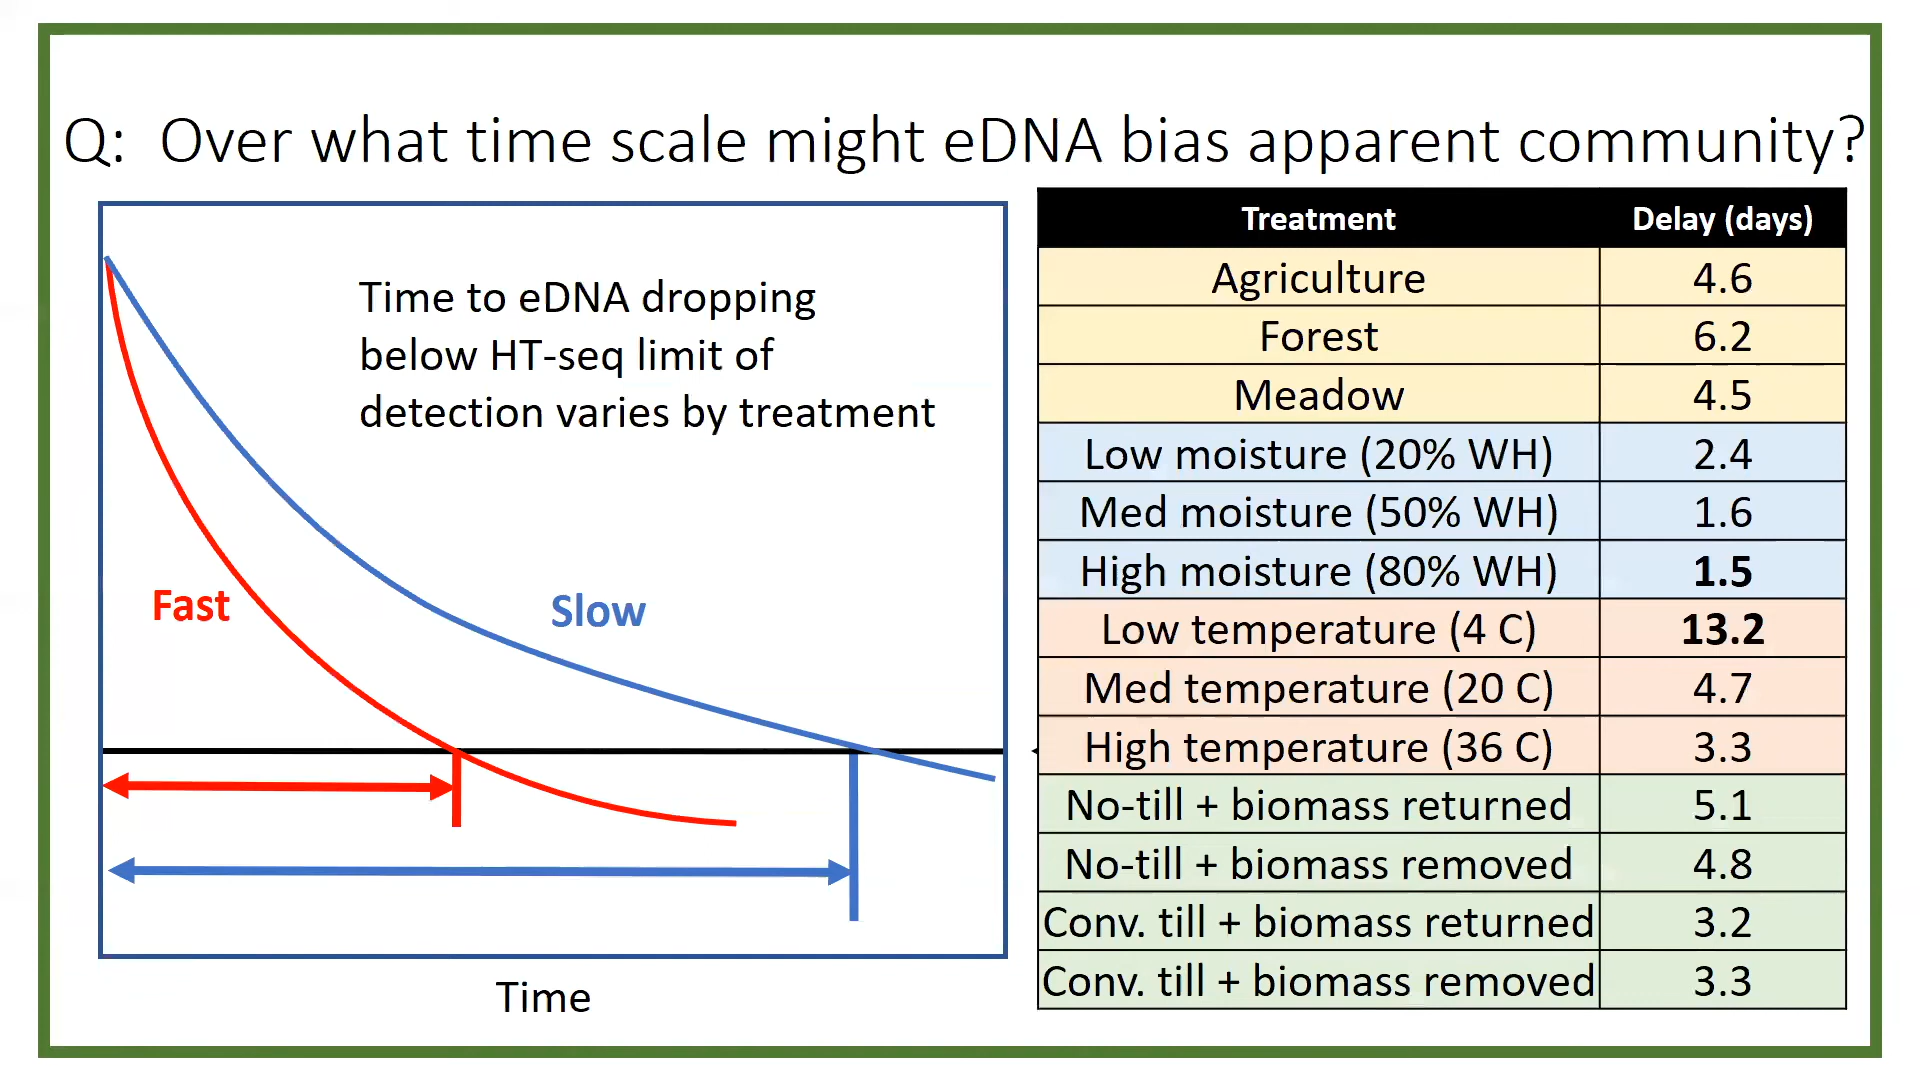 Q:  Over what time scale might eDNA bias apparent community?
Time to eDNA dropping
below HT-seq limit of
detection varies by treatment
Fast
Slow
Time
Treatment Delay (days)
Agriculture 4.6
Forest 6.2
Meadow 4.5
Low moisture (20% WH) 2.4
Med moisture (50% WH) 1.6
High moisture (80% WH) 1.5
Low temperature (4 C) 13.2
Med temperature (20 C) 4.7
High temperature (36 C) 3.3
No-till + biomass returned 5.1
No-till + biomass removed 4.8
Conv. till + biomass returned 3.2
Conv. till + biomass removed 3.3